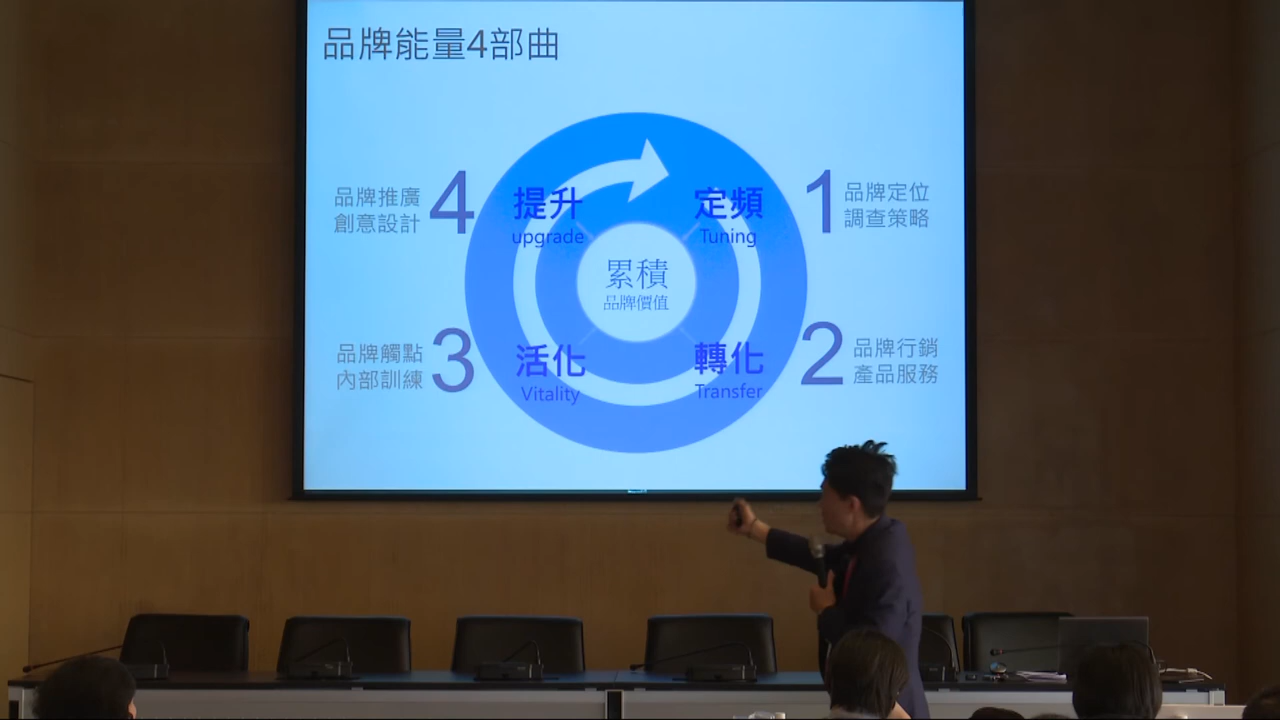 品牌能量4部曲
4
品牌推廣
創意設計
提升
upgrade
定頻
Tuning
1
品牌定位
調查策略
累積
品牌價值
3
品牌觸點
內部訓練
活化
Vitality
轉化
Transfer
2
品牌行銷
產品服務